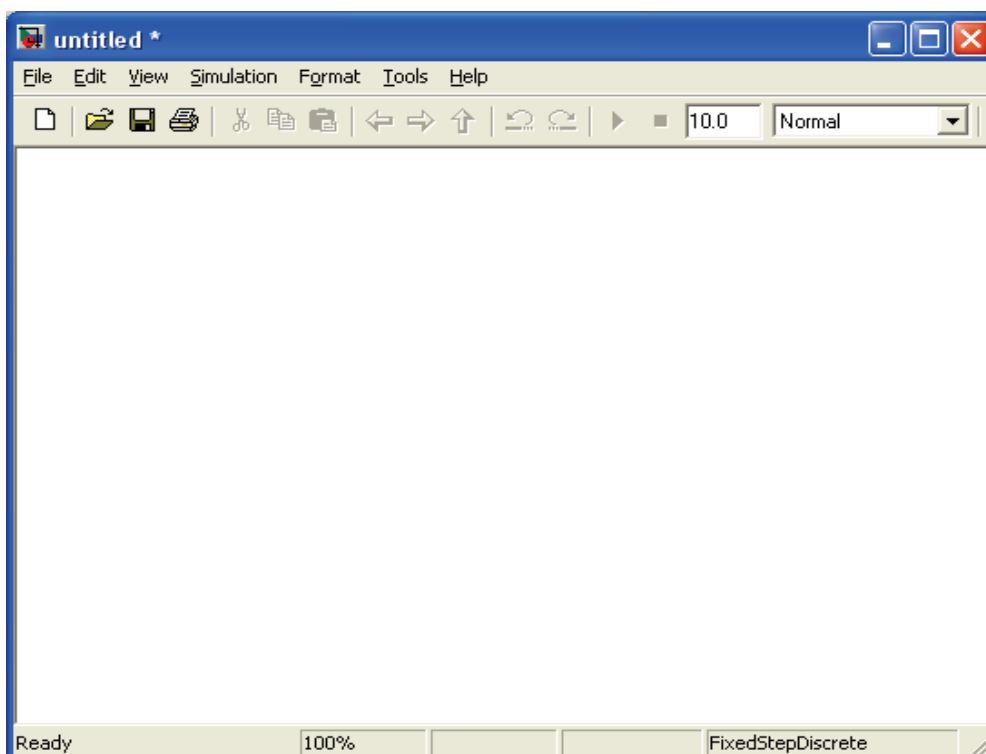 untitled *
File Edit View Simulation Format Tools Help
10.0 Normal
Ready 100% FixedStepDiscrete